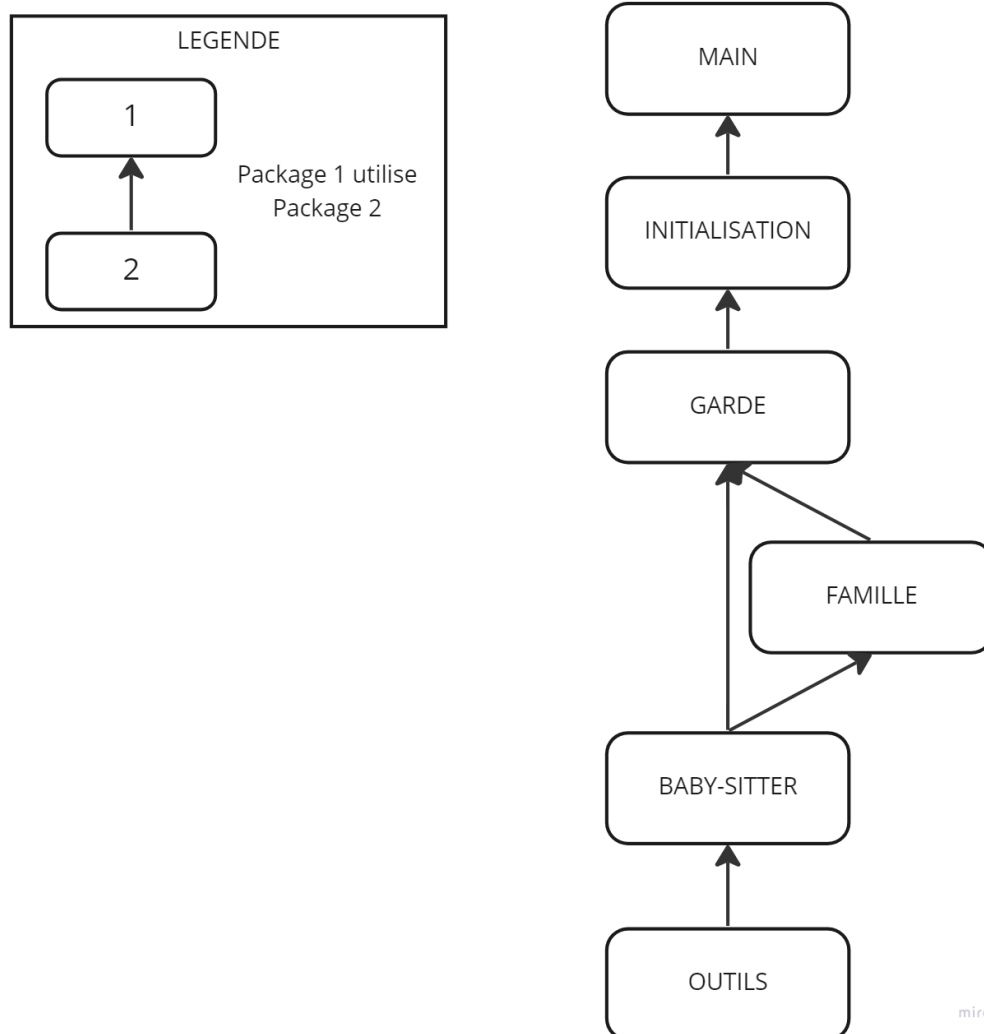 LEGENDE
1
Package 1 utilise
Package 2
2
MAIN
INITIALISATION
GARDE
FAMILLE
BABY-SITTER
OUTILS